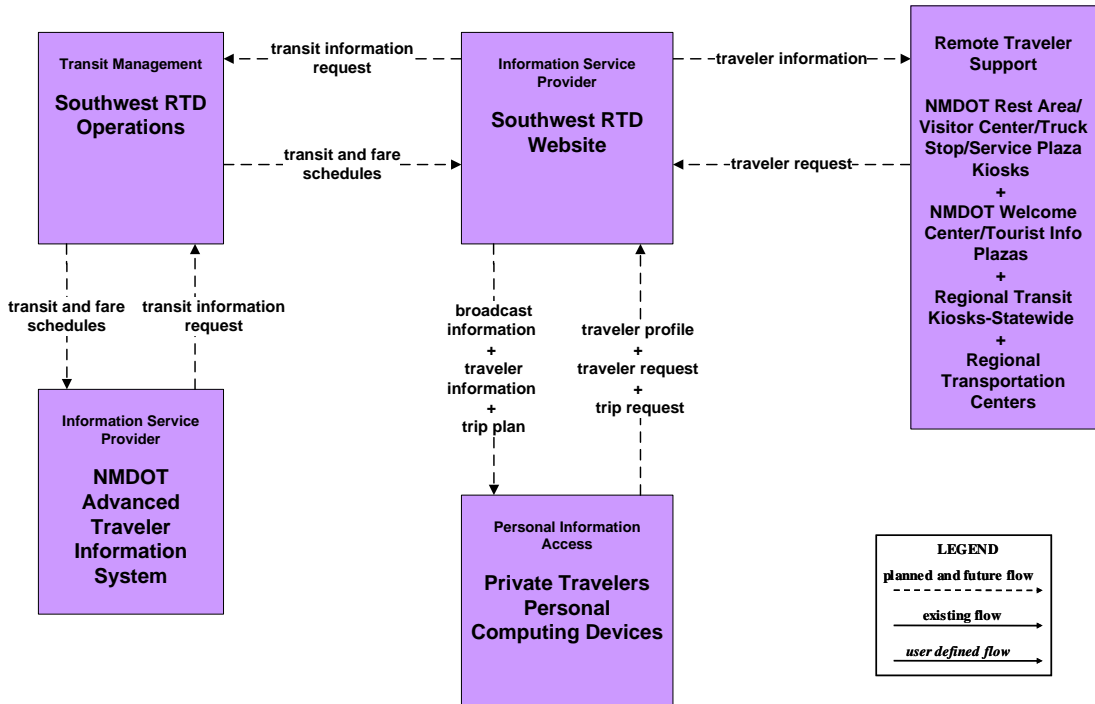 Transit Management
Southwest RTD
Operations
transit information
request
transit and fare
schedules
Information Service
Provider
Southwest RTD
Website
traveler information
traveler request
Remote Traveler
Support
NMDOT Rest Area/
Visitor Center/Truck
Stop/Service Plaza
Kiosks
+
NMDOT Welcome
Center/Tourist Info
Plazas
+
Regional Transit
Kiosks-Statewide
+
Regional
Transportation
Centers
transit and fare
schedules
transit information
request
broadcast
information
+
traveler
information
+
trip plan
traveler profile
+
traveler request
+
trip request
Information Service
Provider
NMDOT
Advanced
Traveler
Information
System
Personal Information
Access
Private Travelers
Personal
Computing Devices
LEGEND
planned and future flow
existing flow
user defined flow